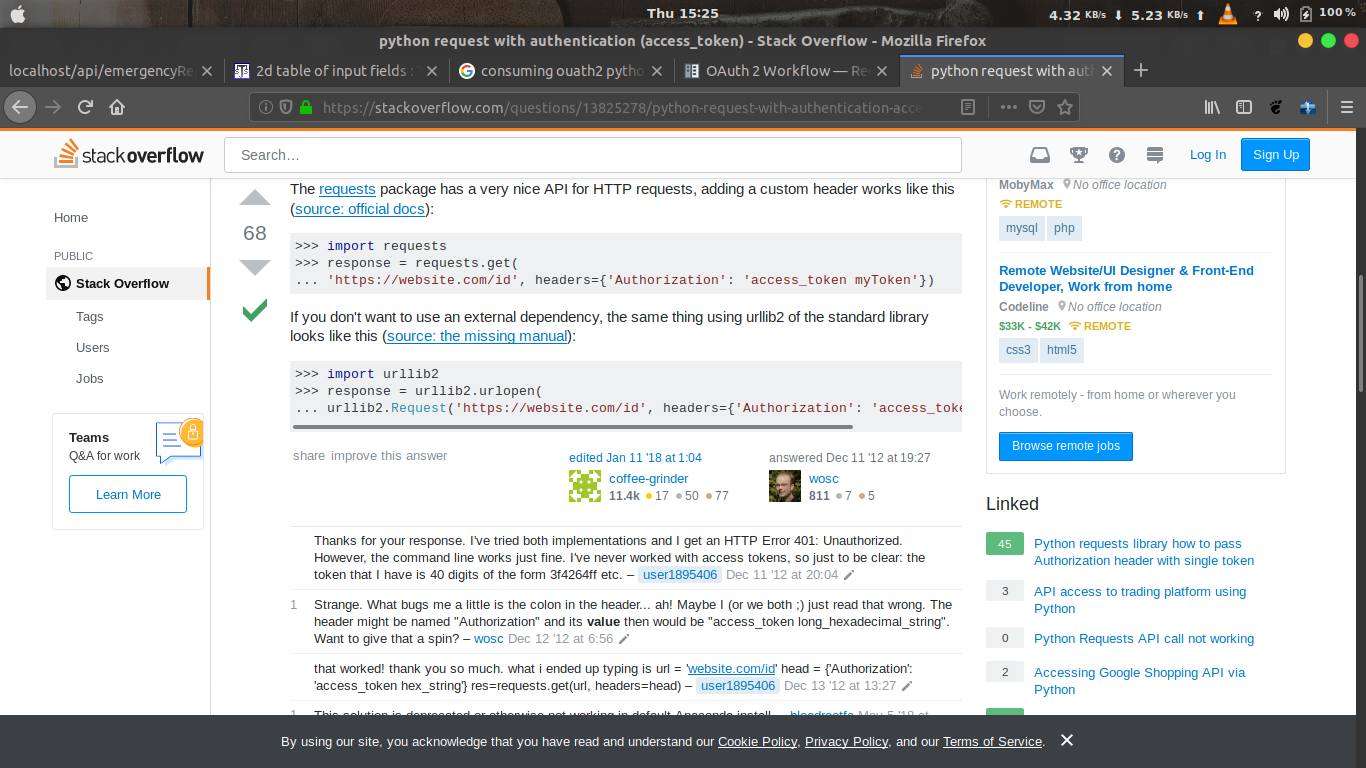 Thu 15:25
4.32 KB/s ⬇ 5.23 KB/s ⬆
?
100 %
python request with authentication (access_token) - Stack Overflow - Mozilla Firefox
localhost/api/emergencyRe
2d table of input fields :
consuming ouath2 pytho
OAuth 2 Workflow — Re
python request with auth
https://stackoverflow.com/questions/13825278/python-request-with-authentication-acce
stackoverflow
Search…
Log In
Sign Up
Home
PUBLIC
Stack Overflow
Tags
Users
Jobs
Teams
Q&A for work
Learn More
68
The requests package has a very nice API for HTTP requests, adding a custom header works like this
(source: official docs):
>>> import requests
>>> response = requests.get(
... 'https://website.com/id', headers={'Authorization': 'access_token myToken'})
If you don't want to use an external dependency, the same thing using urllib2 of the standard library
looks like this (source: the missing manual):
>>> import urllib2
>>> response = urllib2.urlopen(
... urllib2.Request('https://website.com/id', headers={'Authorization': 'access_toke
share improve this answer
edited Jan 11 '18 at 1:04
coffee-grinder
11.4k 17 50 77
answered Dec 11 '12 at 19:27
wosc
811 7 5
Thanks for your response. I've tried both implementations and I get an HTTP Error 401: Unauthorized.
However, the command line works just fine. I've never worked with access tokens, so just to be clear: the
token that I have is 40 digits of the form 3f4264ff etc. – user1895406 Dec 11 '12 at 20:04
1 Strange. What bugs me a little is the colon in the header... ah! Maybe I (or we both ;) just read that wrong. The
header might be named "Authorization" and its value then would be "access_token long_hexadecimal_string".
Want to give that a spin? – wosc Dec 12 '12 at 6:56
that worked! thank you so much. what i ended up typing is url = 'website.com/id' head = {'Authorization':
'access_token hex_string'} res=requests.get(url, headers=head) – user1895406 Dec 13 '12 at 13:27
MobyMax No office location
REMOTE
mysql php
Remote Website/UI Designer & Front-End
Developer, Work from home
Codeline No office location
$33K - $42K REMOTE
css3 html5
Work remotely - from home or wherever you
choose.
Browse remote jobs
Linked
45 Python requests library how to pass
Authorization header with single token
3 API access to trading platform using
Python
0 Python Requests API call not working
2 Accessing Google Shopping API via
Python
By using our site, you acknowledge that you have read and understand our Cookie Policy, Privacy Policy, and our Terms of Service.